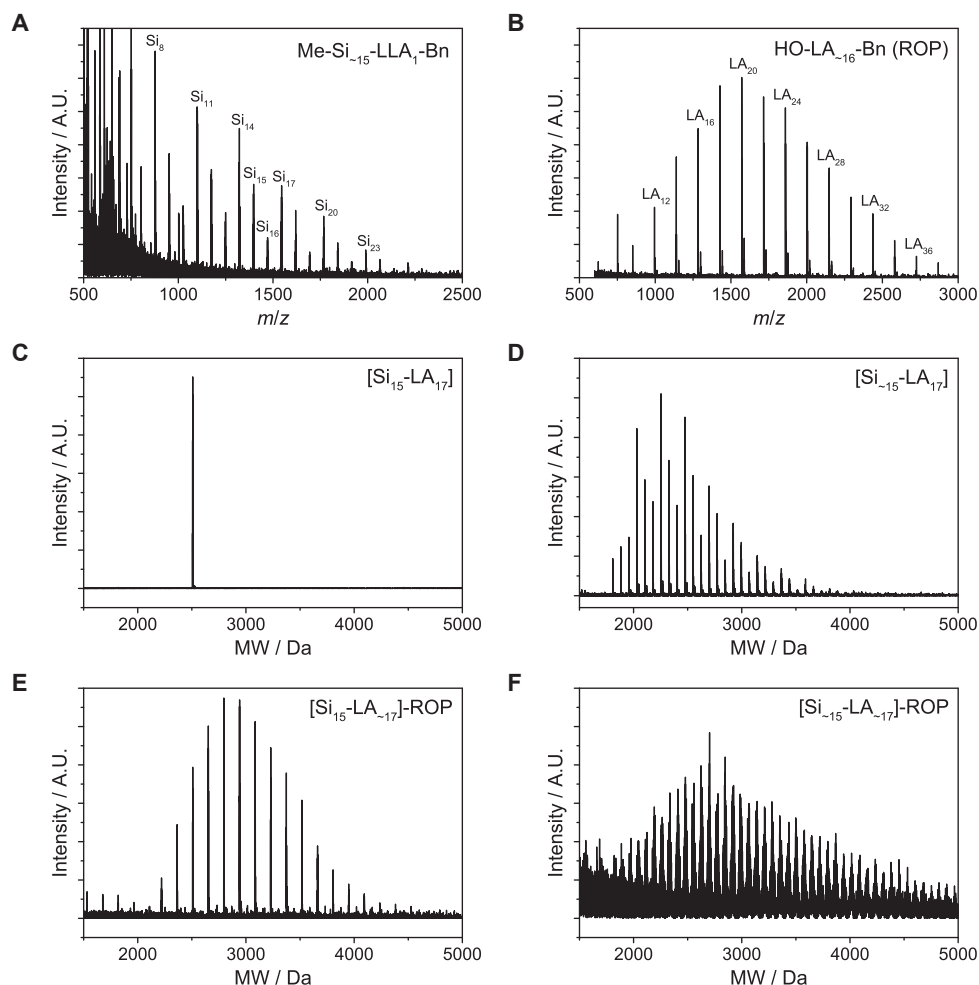 A
Me-Si~15-LLA1-Bn
Si8
Si11
Si14
Si15
Si17
Si16
Si20
Si23
Intensity / A.U.
500 1000 1500 2000 2500
m/z
B
HO-LA~16-Bn (ROP)
LA20
LA24
LA16
LA28
LA12
LA32
LA36
Intensity / A.U.
500 1000 1500 2000 2500 3000
m/z
C
[Si15-LA17]
Intensity / A.U.
2000 3000 4000 5000
MW / Da
D
[Si~15-LA17]
Intensity / A.U.
2000 3000 4000 5000
MW / Da
E
[Si15-LA~17]-ROP
Intensity / A.U.
2000 3000 4000 5000
MW / Da
F
[Si~15-LA~17]-ROP
Intensity / A.U.
2000 3000 4000 5000
MW / Da